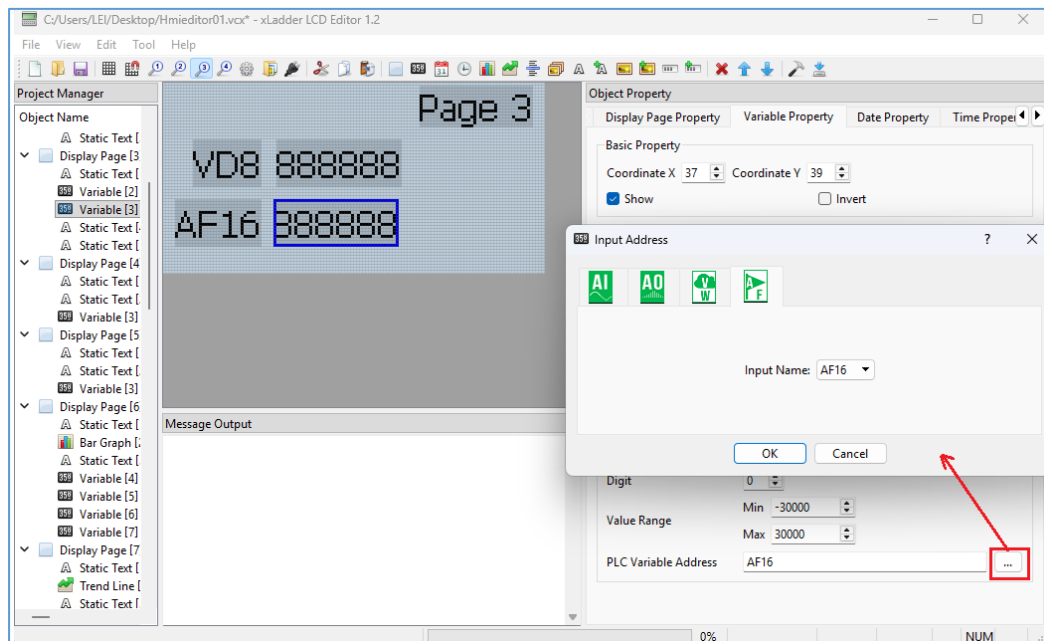 C:/Users/LEI/Desktop/Hmieditor01.vcx* - xLadder LCD Editor 1.2
File View Edit Tool Help
Project Manager
Object Name
Static Text [
Display Page [3
Static Text [
Variable [2]
Variable [3]
Static Text [
Static Text [
Display Page [4
Static Text [
Static Text [
Variable [3]
Display Page [5
Static Text [
Static Text [
Variable [3]
Display Page [6
Static Text [
Bar Graph [
Static Text [
Variable [4]
Variable [5]
Variable [6]
Variable [7]
Display Page [7
Static Text [
Trend Line [
Static Text [
Page 3
VD8 888888
AF16 888888
Message Output
Object Property
Display Page Property Variable Property Date Property Time Proper
Basic Property
Coordinate X 37 Coordinate Y 39
Show Invert
Input Address ? X
AI AO V W A F
Input Name: AF16
OK Cancel
Digit 0
Value Range
Min -30000
Max 30000
PLC Variable Address AF16 ...
0% NUM